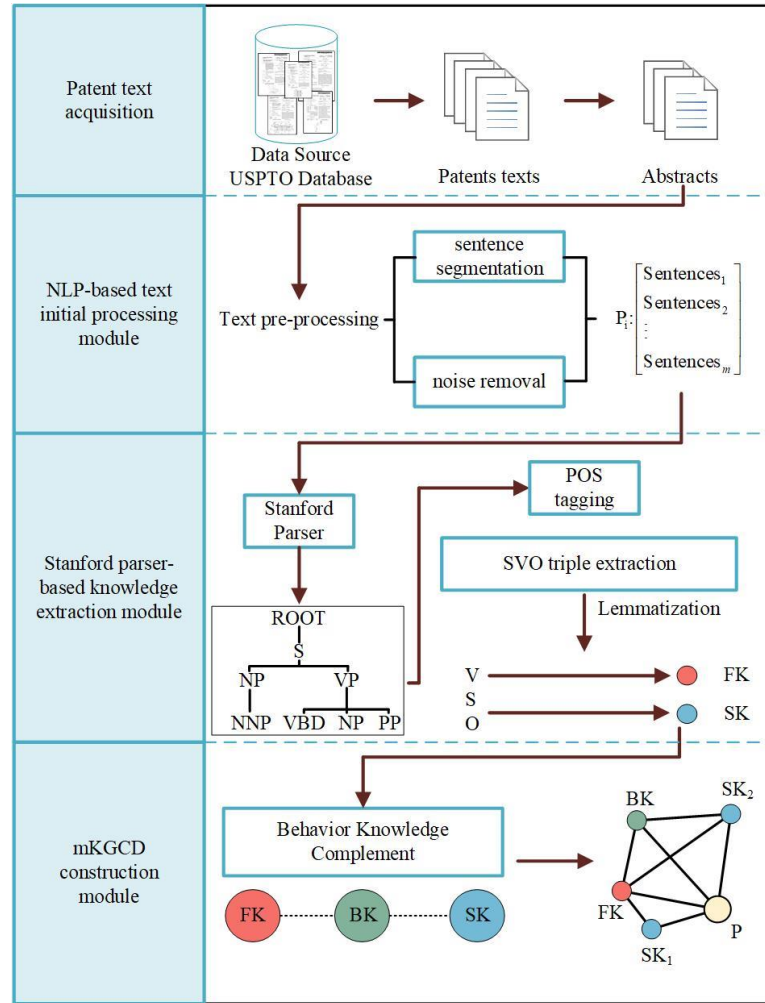 Patent text
acquisition
Data Source
USPTO Database
Patents texts
Abstracts
NLP-based text
initial processing
module
Text pre-processing
sentence
segmentation
noise removal
Pi:
Sentences1
Sentences2
⋮
Sentencesm
Stanford parser-
based knowledge
extraction module
Stanford
Parser
ROOT
S
NP VP
NNP VBD NP PP
POS
tagging
SVO triple extraction
Lemmatization
V
S
O
FK
SK
mKGCD
construction
module
Behavior Knowledge
Complement
FK BK SK
BK
SK2
FK
P
SK1